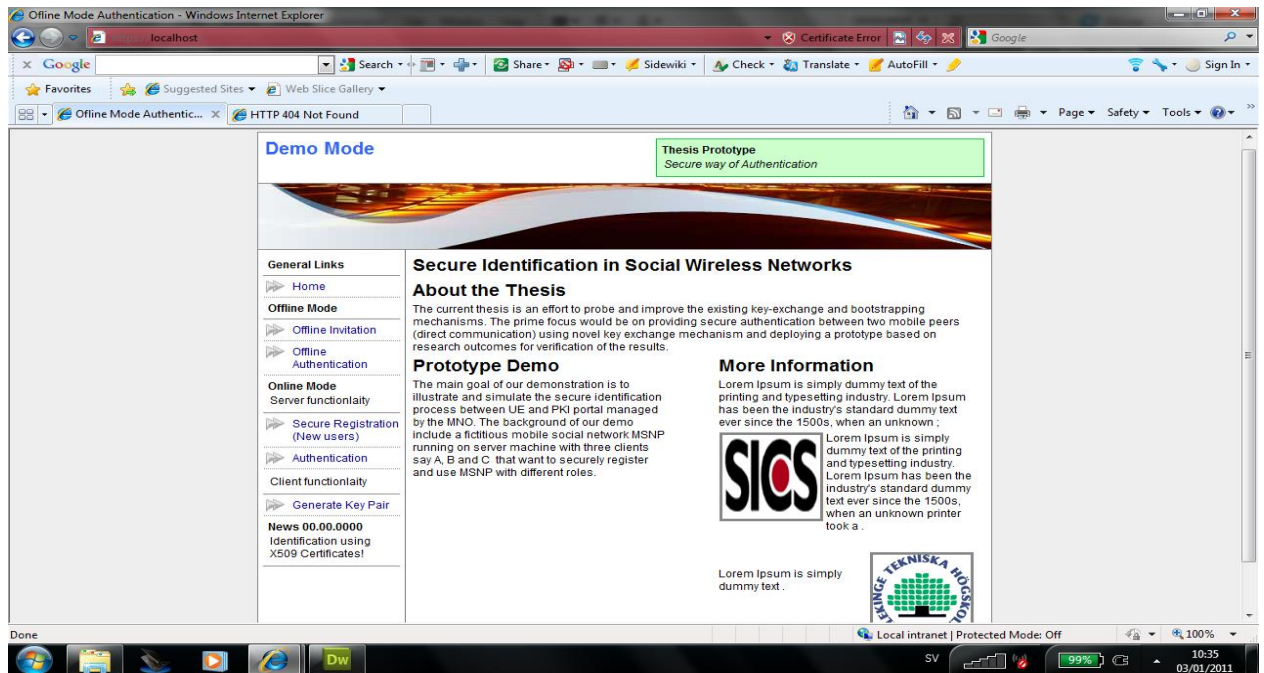 Ofline Mode Authentication - Windows Internet Explorer
localhost
Certificate Error
Google
x Google
Search
Share
Sidewiki
Check
Translate
AutoFill
Sign In
Favorites
Suggested Sites
Web Slice Gallery
Ofline Mode Authentic... X
HTTP 404 Not Found
Page
Safety
Tools
Demo Mode
Thesis Prototype
Secure way of Authentication
General Links
Home
Offline Mode
Offline Invitation
Offline
Authentication
Online Mode
Server functionlaity
Secure Registration
(New users)
Authentication
Client functionlaity
Generate Key Pair
News 00.00.0000
Identification using
X509 Certificates!
Secure Identification in Social Wireless Networks
About the Thesis
The current thesis is an effort to probe and improve the existing key-exchange and bootstrapping
mechanisms. The prime focus would be on providing secure authentication between two mobile peers
(direct communication) using novel key exchange mechanism and deploying a prototype based on
research outcomes for verification of the results.
Prototype Demo
The main goal of our demonstration is to
illustrate and simulate the secure identification
process between UE and PKI portal managed
by the MNO. The background of our demo
include a fictitious mobile social network MSNP
running on server machine with three clients
say A, B and C that want to securely register
and use MSNP with different roles.
More Information
Lorem Ipsum is simply dummy text of the
printing and typesetting industry. Lorem Ipsum
has been the industry's standard dummy text
ever since the 1500s, when an unknown ;
SICS
Lorem Ipsum is simply
dummy text of the printing
and typesetting industry.
Lorem Ipsum has been the
industry's standard dummy
text ever since the 1500s,
when an unknown printer
took a .
Lorem Ipsum is simply
dummy text .
LEKINGE TEKNISKA HÖGSKO
Done
Local intranet | Protected Mode: Off
100%
Dw
SV
99%
10:35
03/01/2011